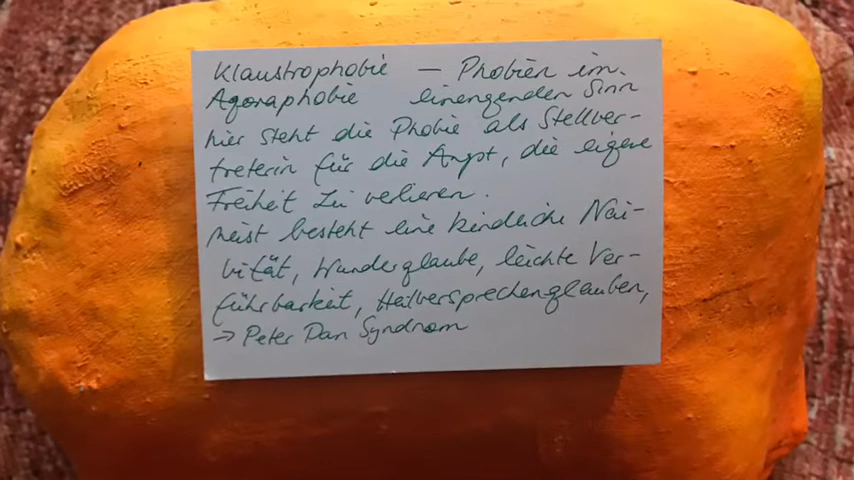 Klaustrophobie – Phobien im
Agoraphobie einengenden Sinn
hier steht die Phobie als Stellver-
treterin für die Angst, die eigene
Freiheit zu verlieren.
Meist besteht eine kindliche Nai-
vität, Wunderglaube, leichte Ver-
führbarkeit, Heilversprechenglauben,
→ Peter Pan Syndrom